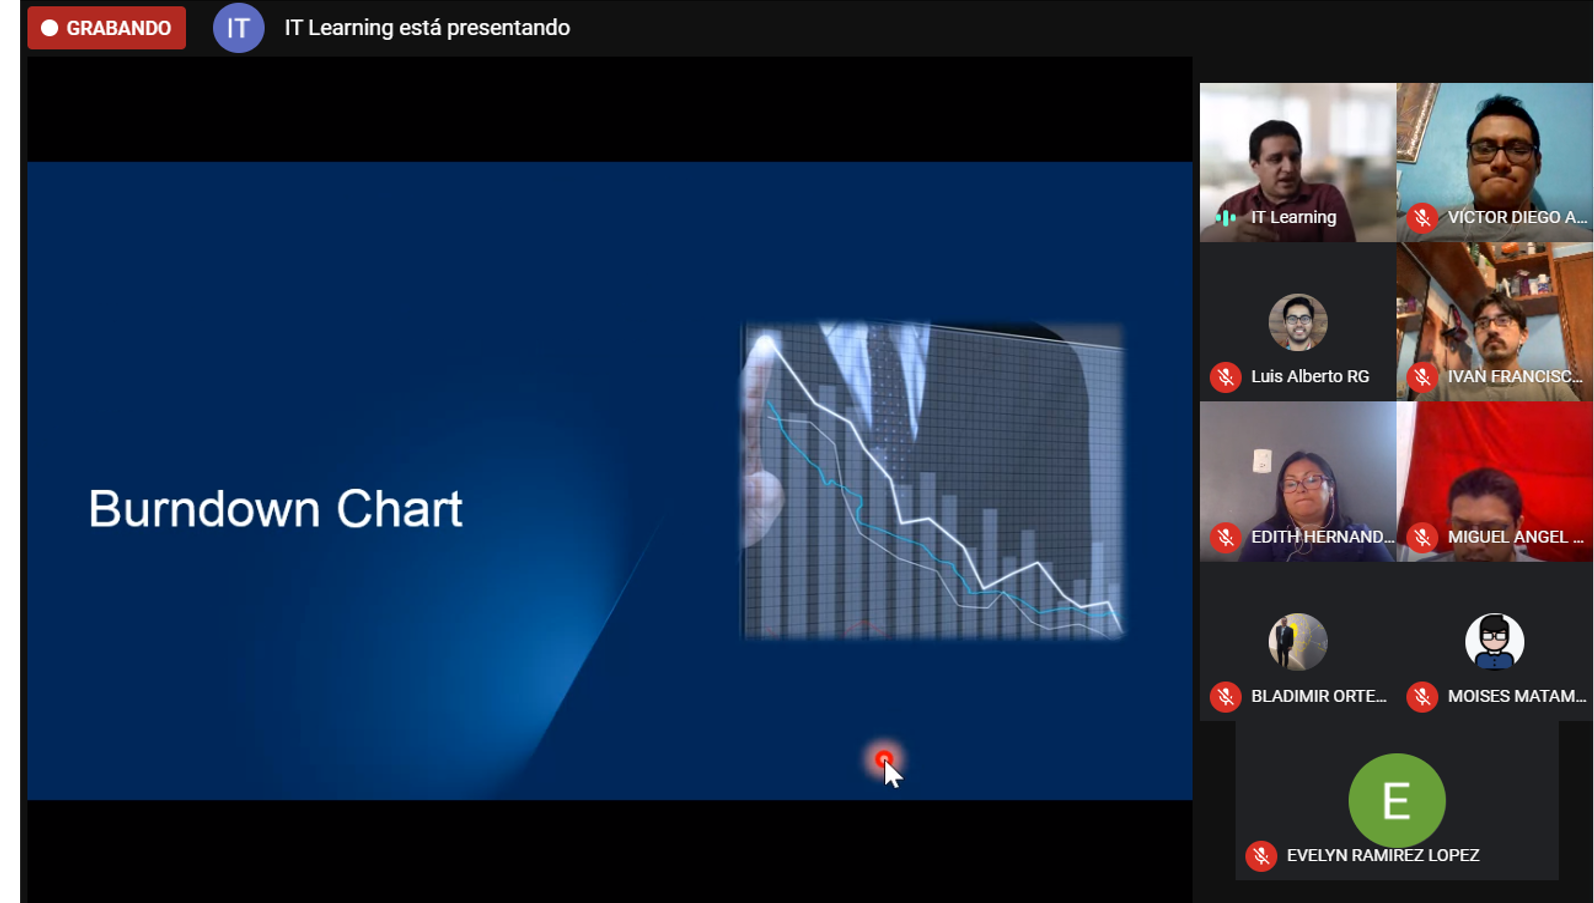 GRABANDO
IT
IT Learning está presentando
Burndown Chart
IT Learning
VÍCTOR DIEGO A...
Luis Alberto RG
IVAN FRANCISC...
EDITH HERNAND...
MIGUEL ANGEL ...
BLADIMIR ORTE...
MOISES MATAM...
E
EVELYN RAMIREZ LOPEZ